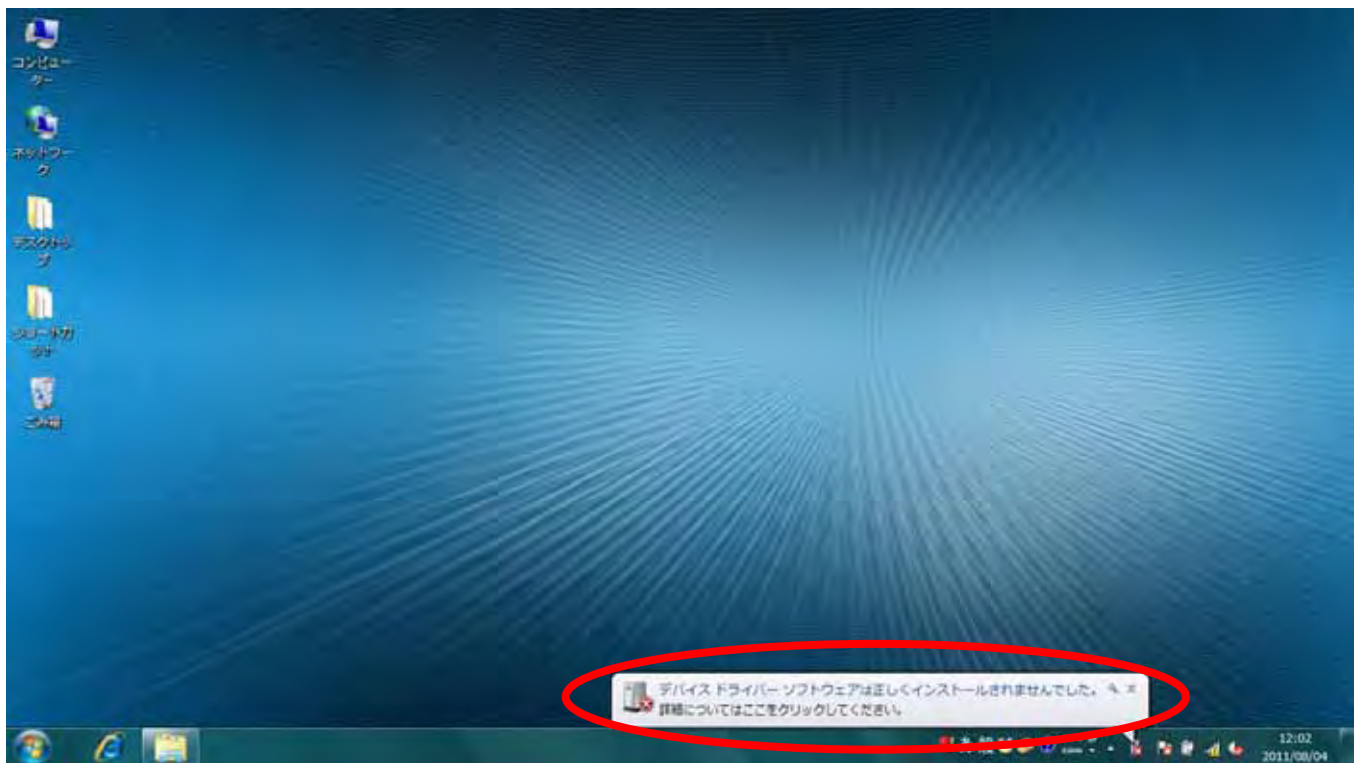 コンピュー
ター
ネットワー
ク
デスクトッ
プ
ショートカ
ット
ごみ箱
デバイス ドライバー ソフトウェアは正しくインストールされませんでした。
詳細についてはここをクリックしてください。
あ 般
12:02
2011/08/04